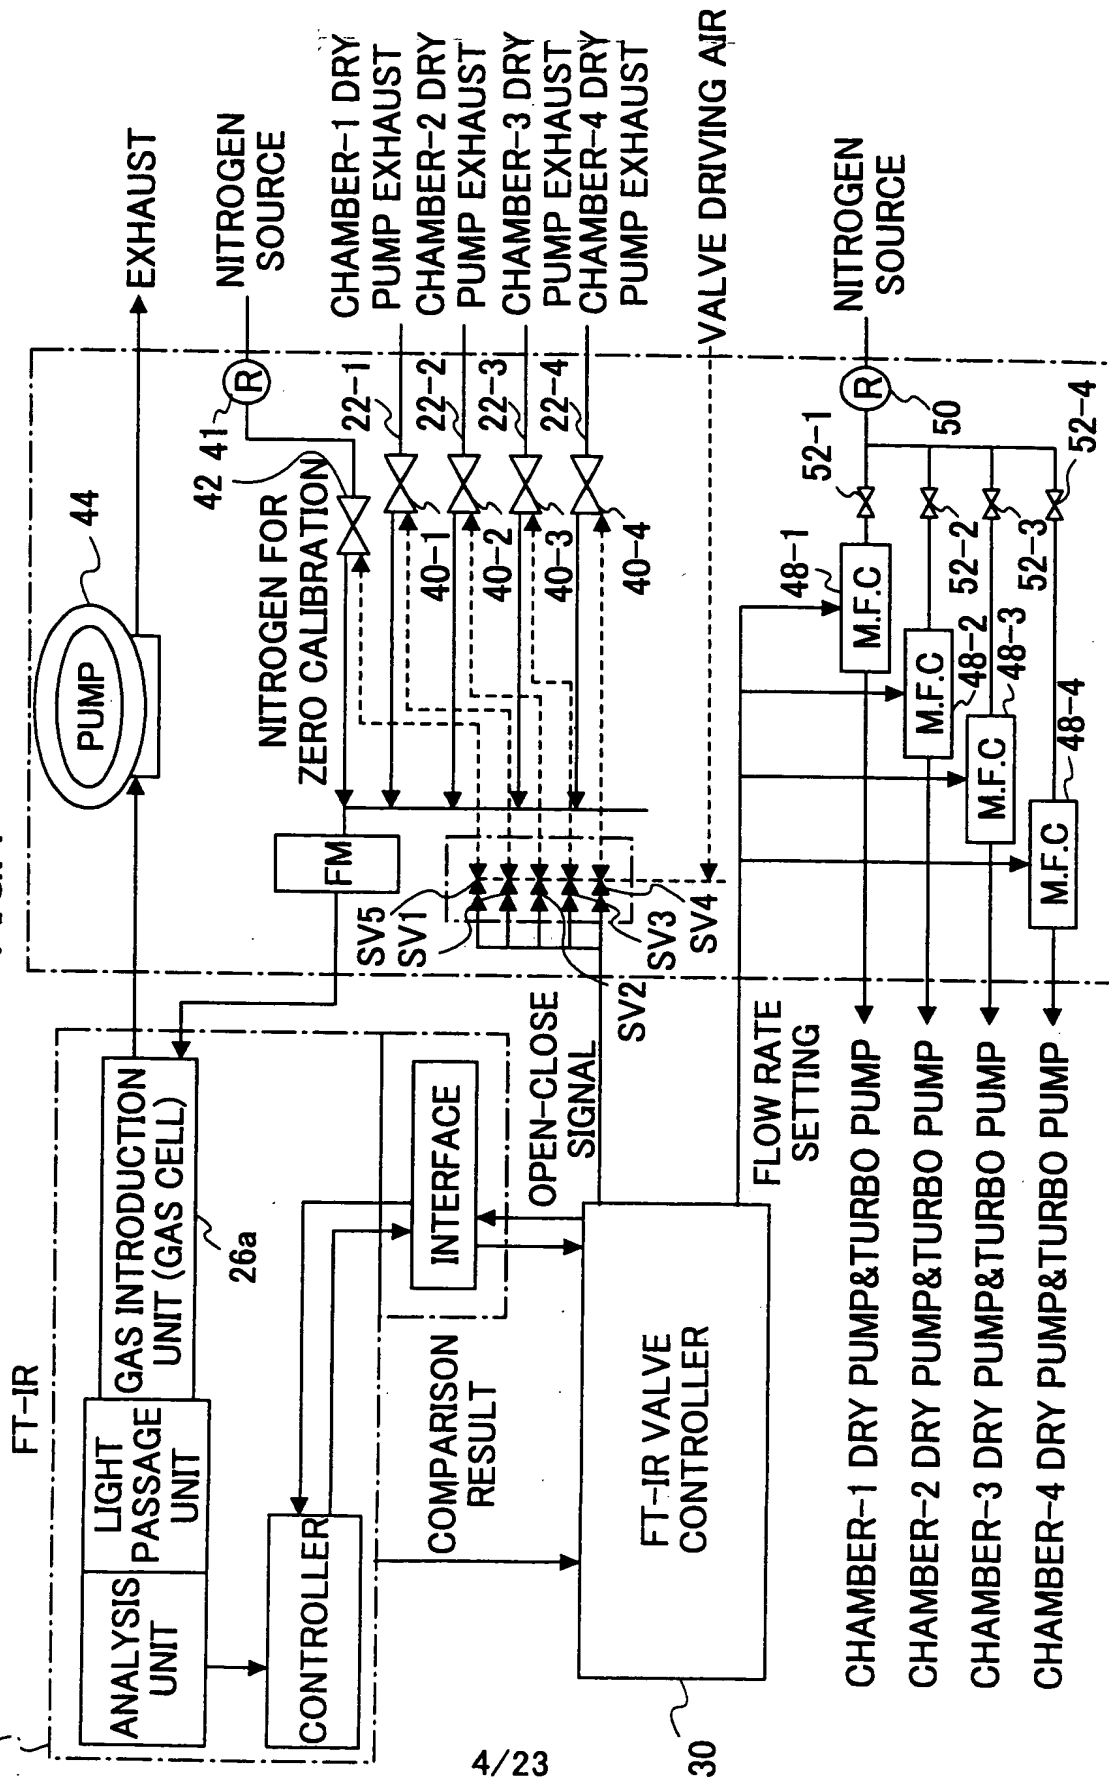 4/23
FT-IR
ANALYSIS
UNIT
LIGHT
PASSAGE
UNIT
GAS INTRODUCTION
UNIT (GAS CELL)
26a
CONTROLLER
INTERFACE
COMPARISON
RESULT
FT-IR VALVE
CONTROLLER
30
OPEN-CLOSE
SIGNAL
FLOW RATE
SETTING
PUMP
44
EXHAUST
FM
NITROGEN FOR
ZERO CALIBRATION
42
41
R
NITROGEN
SOURCE
SV5
SV1
SV2
SV3
SV4
40-1
40-2
40-3
40-4
22-1
22-2
22-3
22-4
CHAMBER-1 DRY
PUMP EXHAUST
CHAMBER-2 DRY
PUMP EXHAUST
CHAMBER-3 DRY
PUMP EXHAUST
CHAMBER-4 DRY
PUMP EXHAUST
VALVE DRIVING AIR
NITROGEN
SOURCE
R
50
52-1
52-2
52-3
52-4
48-1
M.F.C
48-2
M.F.C
48-3
M.F.C
48-4
M.F.C
CHAMBER-1 DRY PUMP&TURBO PUMP
CHAMBER-2 DRY PUMP&TURBO PUMP
CHAMBER-3 DRY PUMP&TURBO PUMP
CHAMBER-4 DRY PUMP&TURBO PUMP